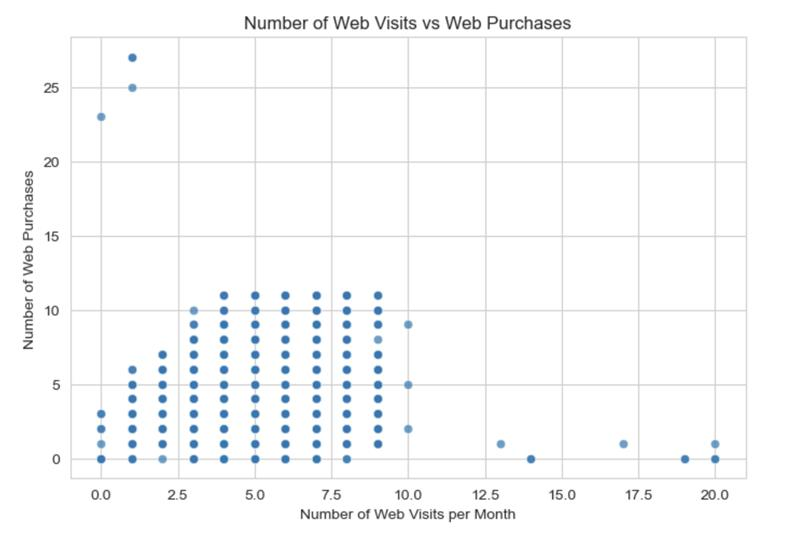 Number of Web Visits vs Web Purchases
Number of Web Purchases
25
20
15
10
5
0
0.0 2.5 5.0 7.5 10.0 12.5 15.0 17.5 20.0
Number of Web Visits per Month